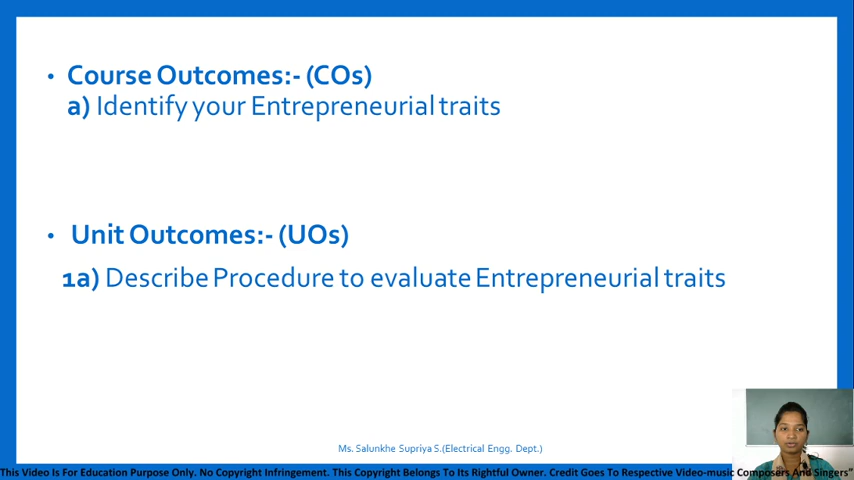 • Course Outcomes:- (COs)
a) Identify your Entrepreneurial traits
• Unit Outcomes:- (UOs)
1a) Describe Procedure to evaluate Entrepreneurial traits
Ms. Salunkhe Supriya S.(Electrical Engg. Dept.)
This Video Is For Education Purpose Only. No Copyright Infringement. This Copyright Belongs To Its Rightful Owner. Credit Goes To Respective Video-music Composers And Singers"